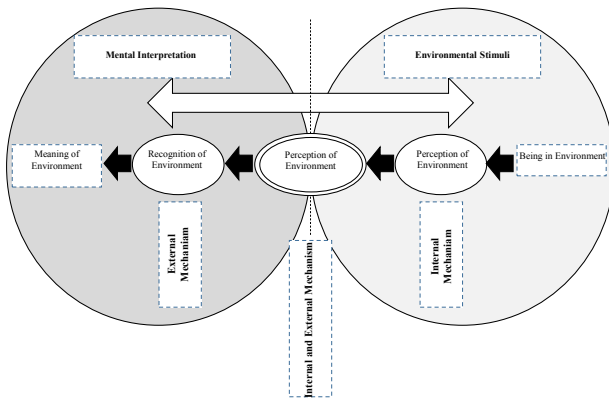 Mental Interpretation
Environmental Stimuli
Meaning of
Environment
Recognition of
Environment
Perception of
Environment
Perception of
Environment
Being in Environment
External
Mechaniam
Internal and External Mechanism
Internal
Mechaniam